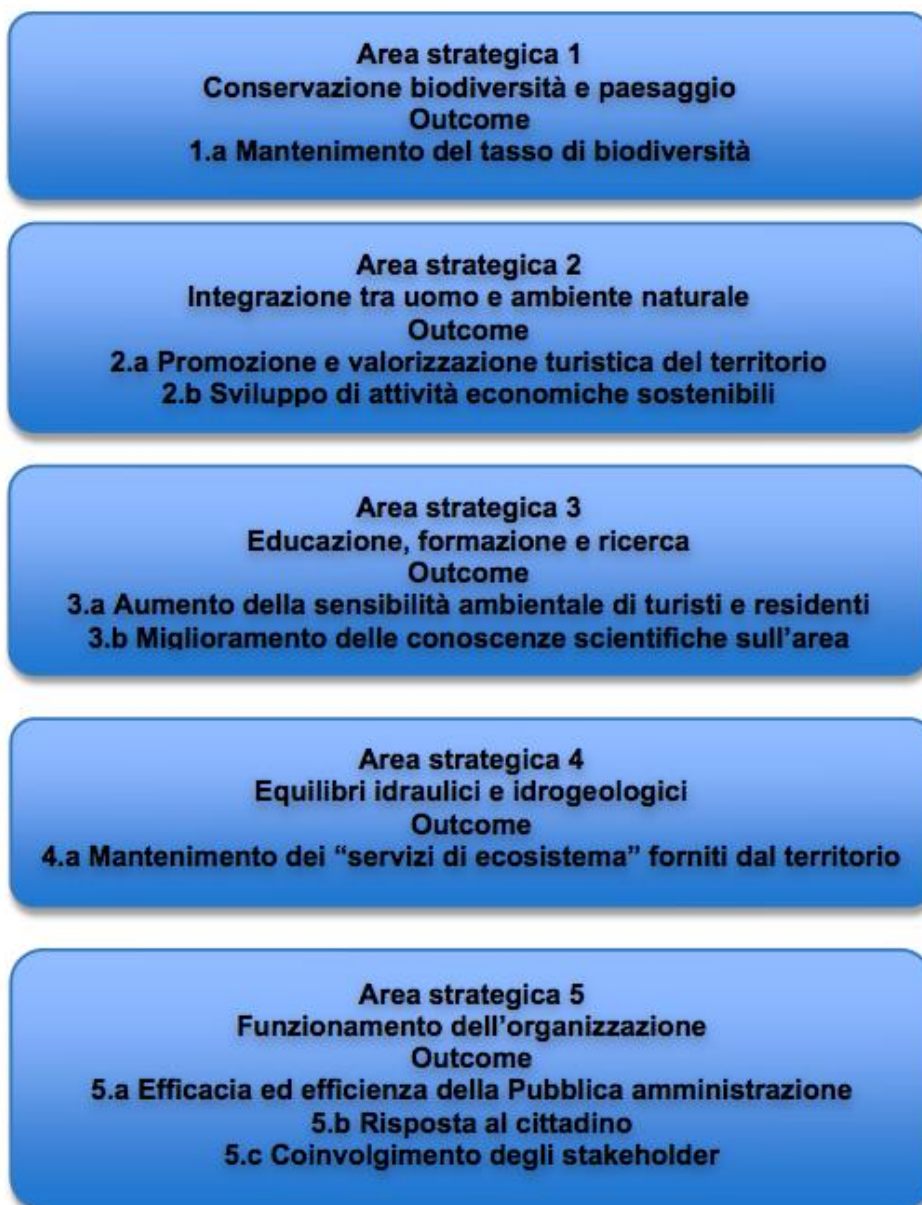 Area strategica 1
Conservazione biodiversità e paesaggio
Outcome
1.a Mantenimento del tasso di biodiversità
Area strategica 2
Integrazione tra uomo e ambiente naturale
Outcome
2.a Promozione e valorizzazione turistica del territorio
2.b Sviluppo di attività economiche sostenibili
Area strategica 3
Educazione, formazione e ricerca
Outcome
3.a Aumento della sensibilità ambientale di turisti e residenti
3.b Miglioramento delle conoscenze scientifiche sull’area
Area strategica 4
Equilibri idraulici e idrogeologici
Outcome
4.a Mantenimento dei “servizi di ecosistema” forniti dal territorio
Area strategica 5
Funzionamento dell’organizzazione
Outcome
5.a Efficacia ed efficienza della Pubblica amministrazione
5.b Risposta al cittadino
5.c Coinvolgimento degli stakeholder